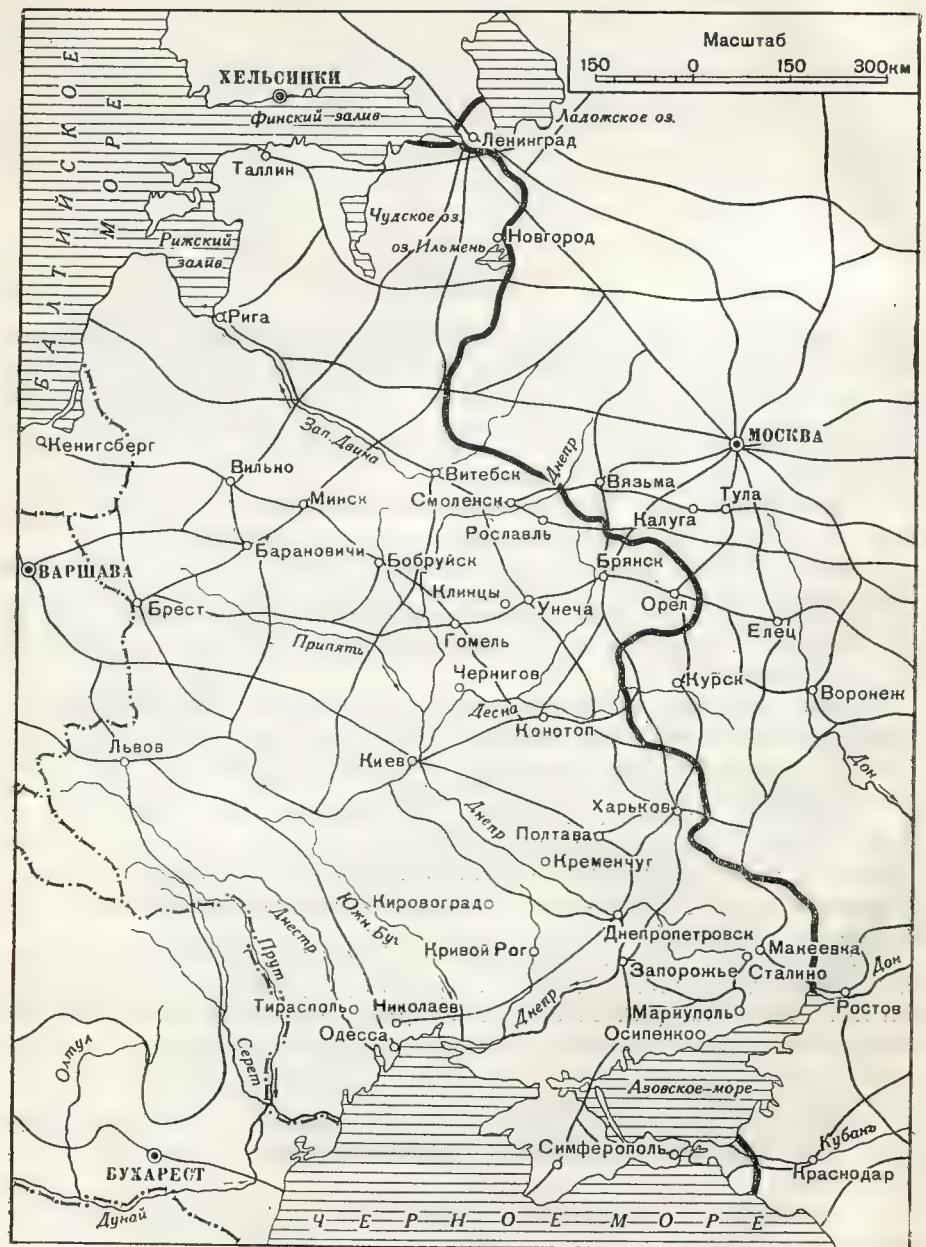 Масштаб
150 0 150 300км
БАЛТИЙСКОЕ
МОРЕ
ХЕЛЬСИНКИ
финский залив
Ладожское оз.
Ленинград
Таллин
Чудское оз.
оз. Ильмень
Новгород
Рижский
залив
Рига
Зап. Двина
Кенигсберг
Вильно
Витебск
Днепр
МОСКВА
Вязьма
Минск
Смоленск
Тула
Калуга
Рославль
Барановичи
Бобруйск
Брянск
ВАРШАВА
Клинцы
Унеча
Орел
Брест
Гомель
Елец
Припять
Чернигов
Курск
Воронеж
Десна
Конотоп
Львов
Киев
Дон
Днепр
Харьков
Полтава
Кременчуг
Кировоград
Южн. Буг
Днестр
Днепропетровск
Прут
Кривой Рог
Макеевка
Запорожье
Сталино
Дон
Тирасполь
Николаев
Днепр
Мариуполь
Ростов
Одесса
Осипенко
Олтул
Серет
Азовское море
Симферополь
Кубань
Краснодар
БУХАРЕСТ
Дунай
ЧЕРНОЕ МОРЕ